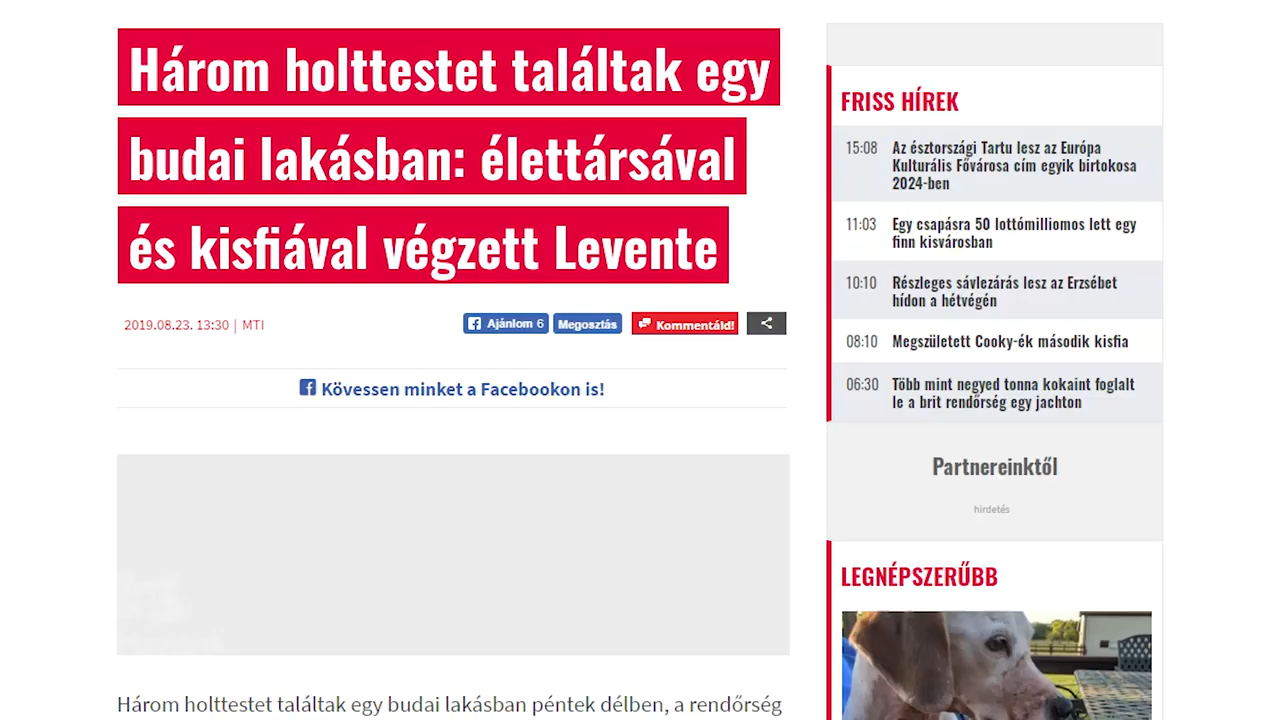 Három holttestet találtak egy
budai lakásban: élettársával
és kisfiával végzett Levente
2019.08.23. 13:30 | MTI
Ajánlom 6
Megosztás
Kommentáld!
Kövessen minket a Facebookon is!
Három holttestet találtak egy budai lakásban péntek délben, a rendőrség
FRISS HÍREK
15:08 Az észtországi Tartu lesz az Európa
Kulturális Fővárosa cím egyik birtokosa
2024-ben
11:03 Egy csapásra 50 lottómilliomos lett egy
finn kisvárosban
10:10 Részleges sávlezárás lesz az Erzsébet
hídon a hétvégén
08:10 Megszületett Cooky-ék második kisfia
06:30 Több mint negyed tonna kokaint foglalt
le a brit rendőrség egy jachton
Partnereinktől
hirdetés
LEGNÉPSZERŰBB